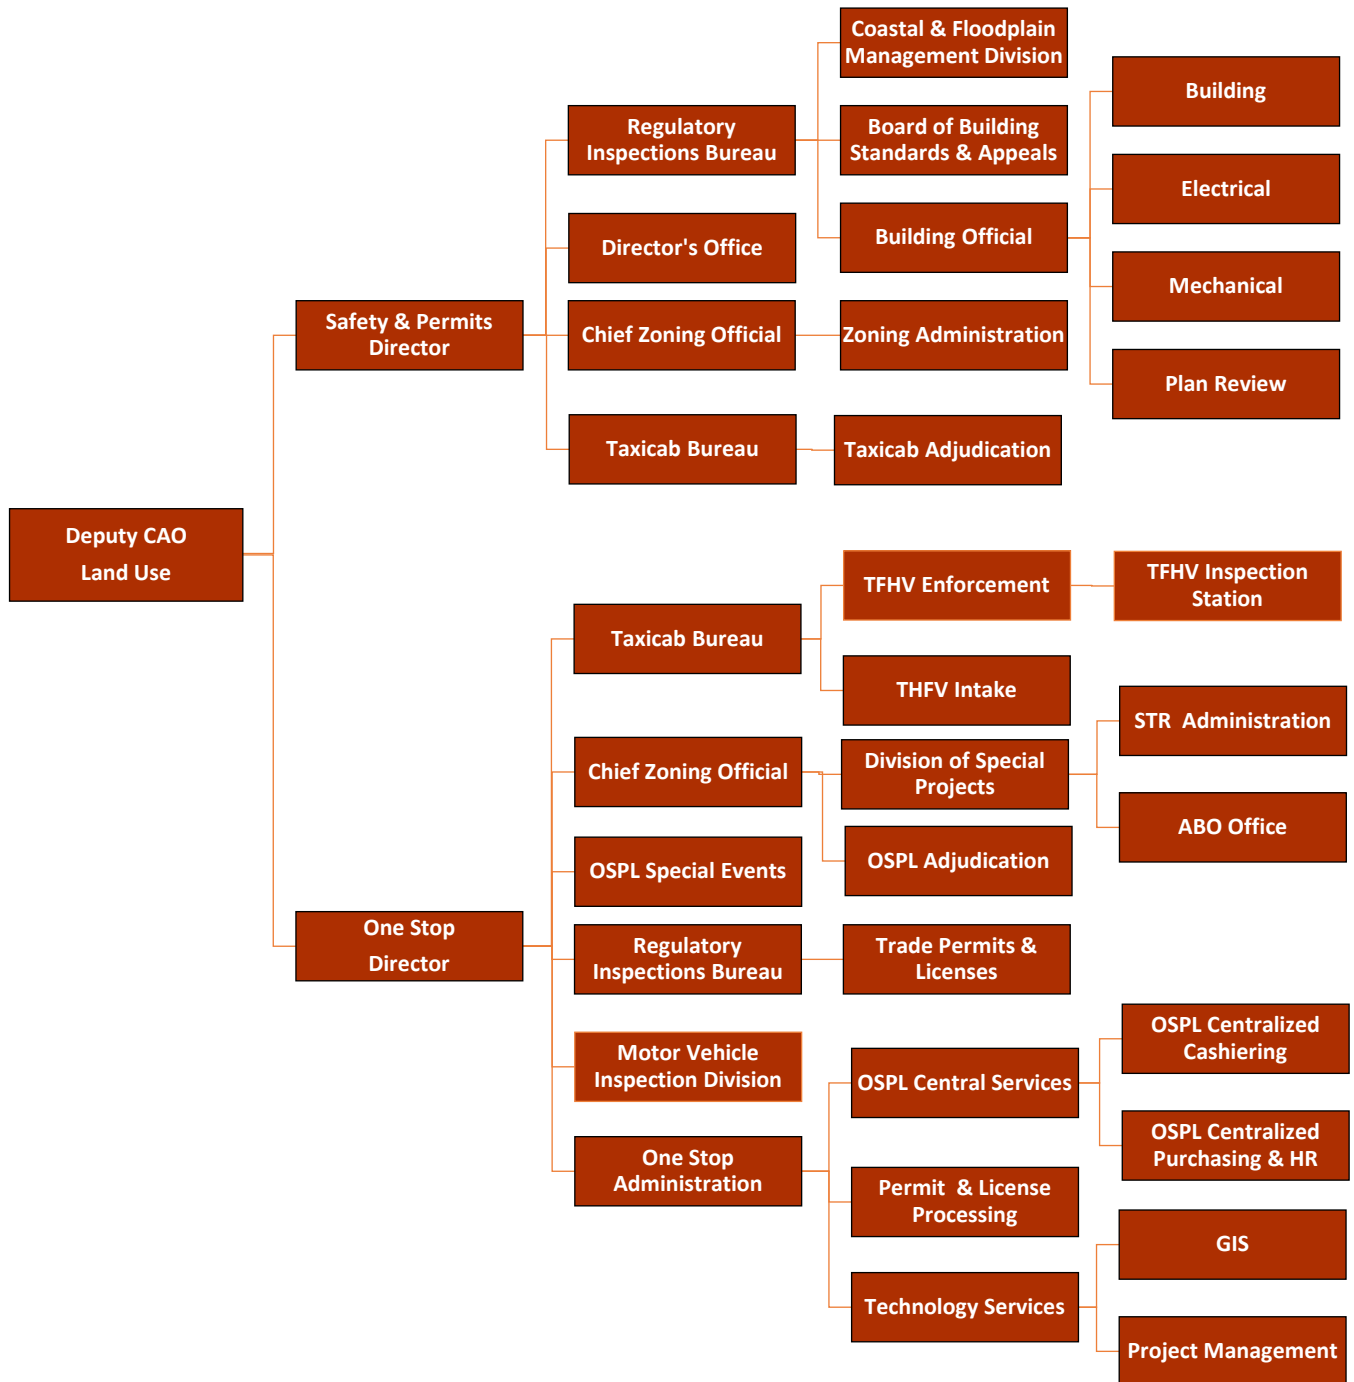 Coastal & Floodplain
Management Division
Building
Regulatory
Inspections Bureau
Board of Building
Standards & Appeals
Electrical
Director's Office
Building Official
Mechanical
Safety & Permits
Director
Chief Zoning Official
Zoning Administration
Plan Review
Taxicab Bureau
Taxicab Adjudication
Deputy CAO
Land Use
TFHV Enforcement
TFHV Inspection
Station
Taxicab Bureau
THFV Intake
STR  Administration
Chief Zoning Official
Division of Special
Projects
ABO Office
OSPL Special Events
OSPL Adjudication
One Stop
Director
Regulatory
Inspections Bureau
Trade Permits &
Licenses
Motor Vehicle
Inspection Division
OSPL Central Services
OSPL Centralized
Cashiering
OSPL Centralized
Purchasing & HR
One Stop
Administration
Permit  & License
Processing
GIS
Technology Services
Project Management